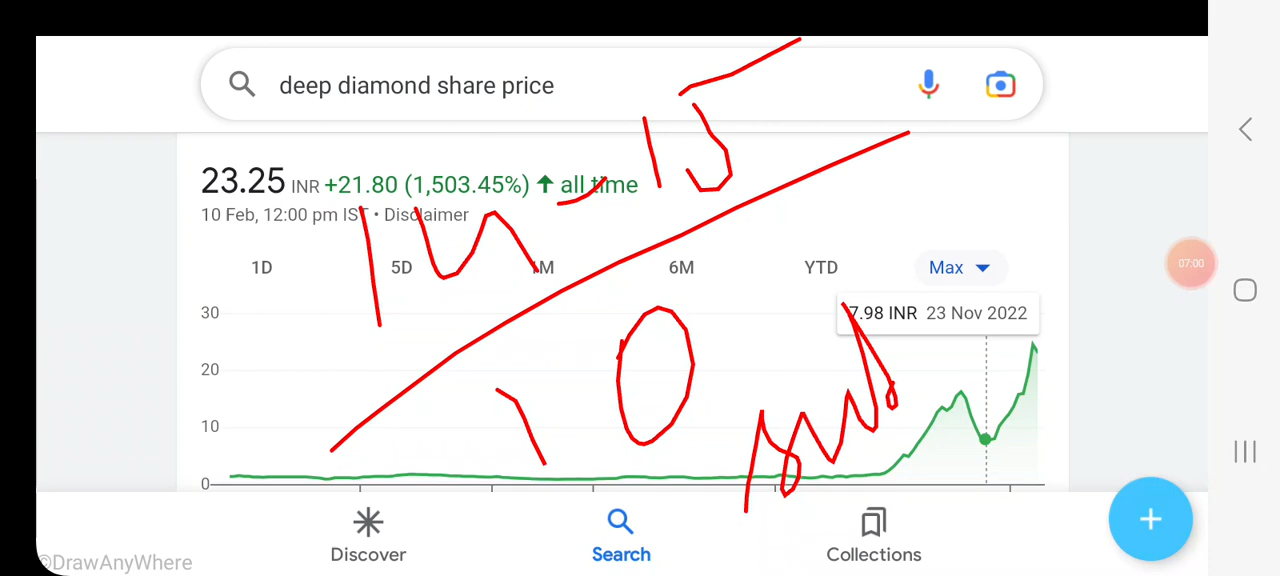 deep diamond share price
23.25 INR +21.80 (1,503.45%) ↑ all time
10 Feb, 12:00 pm IST • Disclaimer
1D 5D 1M 6M YTD Max
7.98 INR 23 Nov 2022
30
20
10
0
07:00
15
Discover Search Collections
©DrawAnyWhere